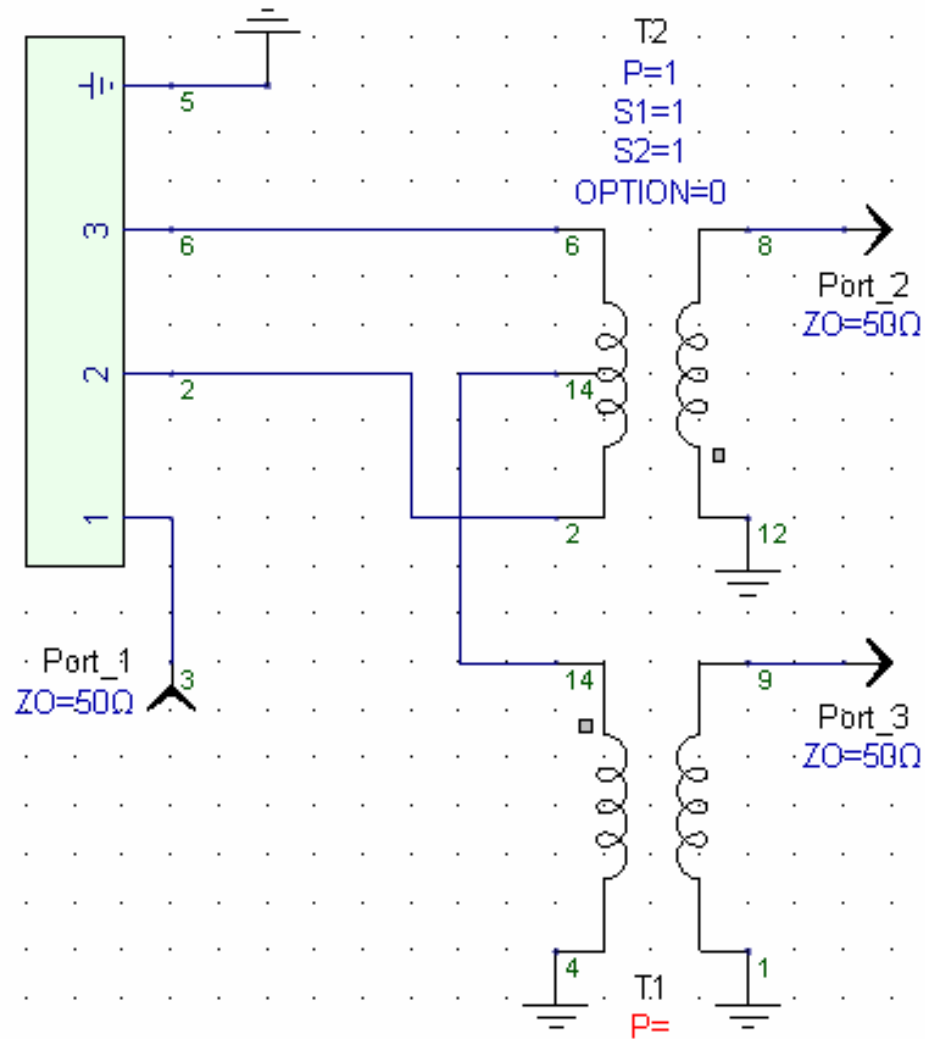 T2
P=1
S1=1
S2=1
OPTION=0
5
3
6
6
8
Port_2
ZO=50Ω
2
2
14
1
2
12
Port_1
ZO=50Ω
3
14
9
Port_3
ZO=50Ω
4
1
T1
P=